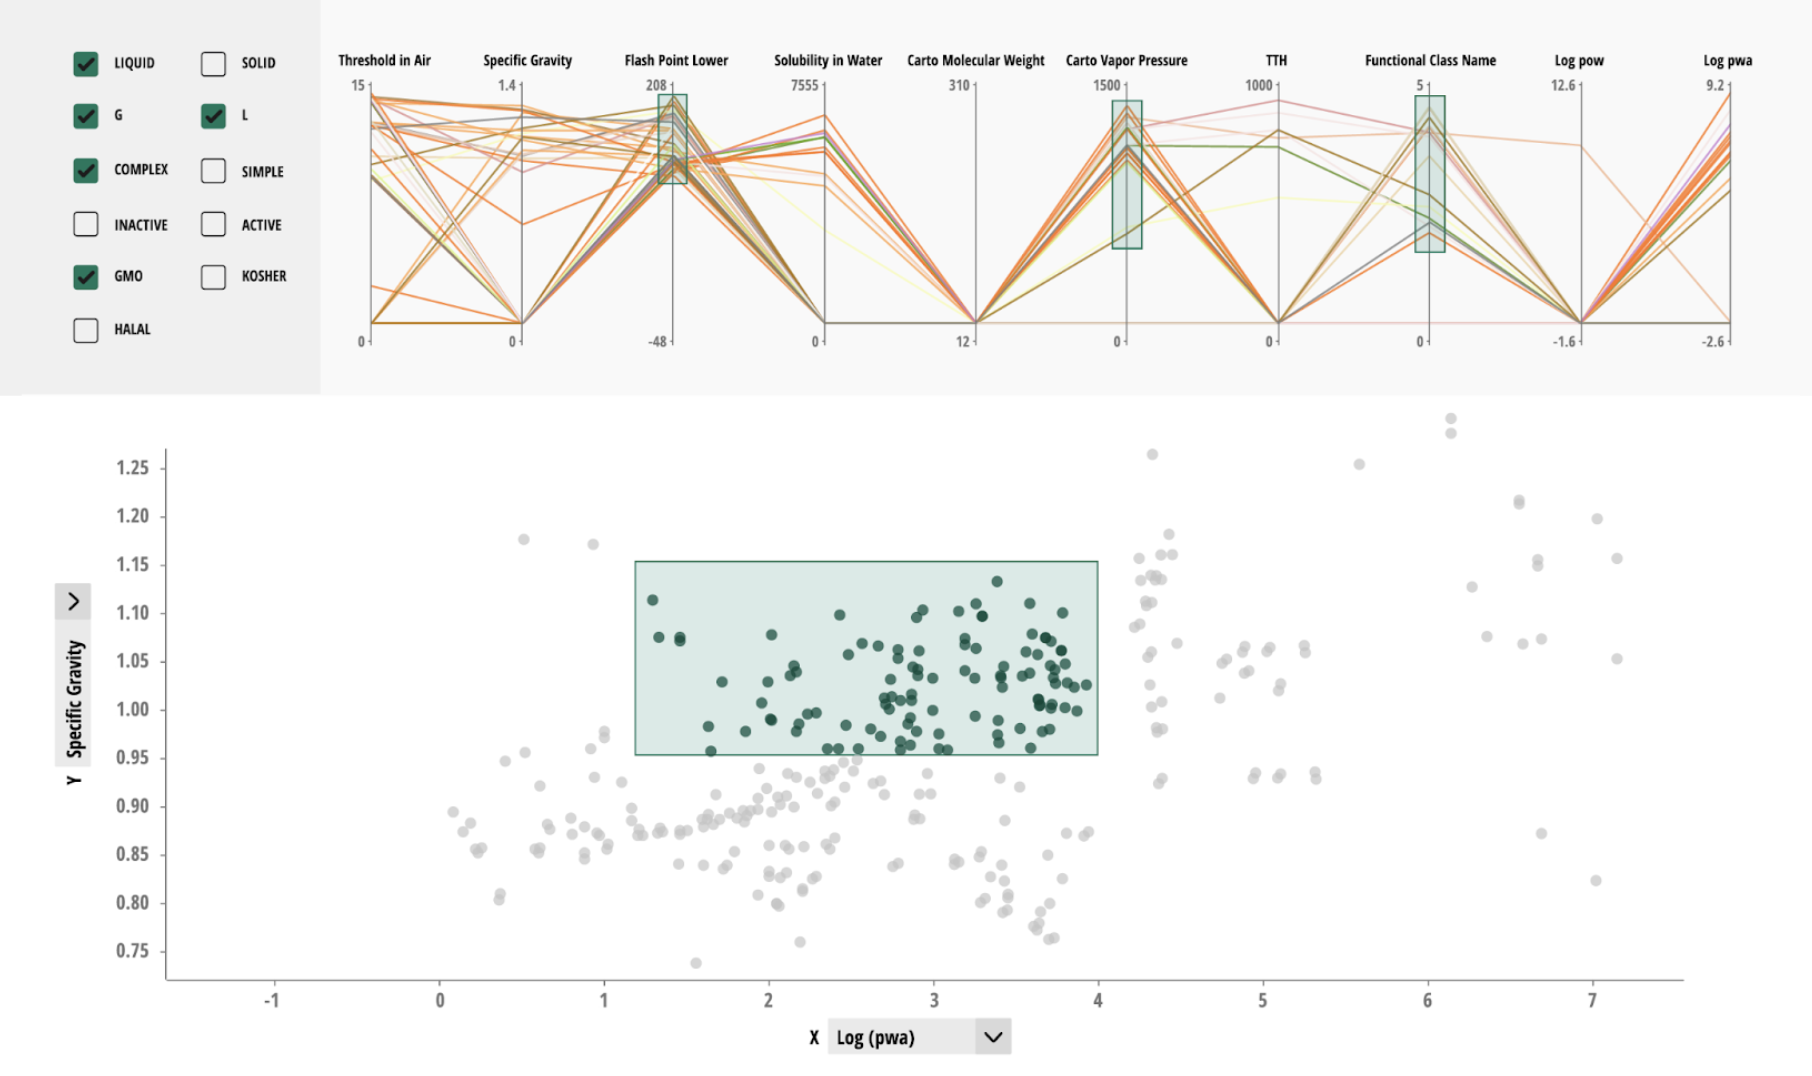 LIQUID SOLID
G L
COMPLEX SIMPLE
INACTIVE ACTIVE
GMO KOSHER
HALAL
Threshold in Air Specific Gravity Flash Point Lower Solubility in Water Carto Molecular Weight Carto Vapor Pressure TTH Functional Class Name Log pow Log pwa
15 1.4 208 7555 310 1500 1000 5 12.6 9.2
0 0 -48 0 12 0 0 0 -1.6 -2.6
1.25
1.20
1.15
1.10
1.05
1.00
0.95
0.90
0.85
0.80
0.75
Y Specific Gravity
-1 0 1 2 3 4 5 6 7
X Log (pwa)